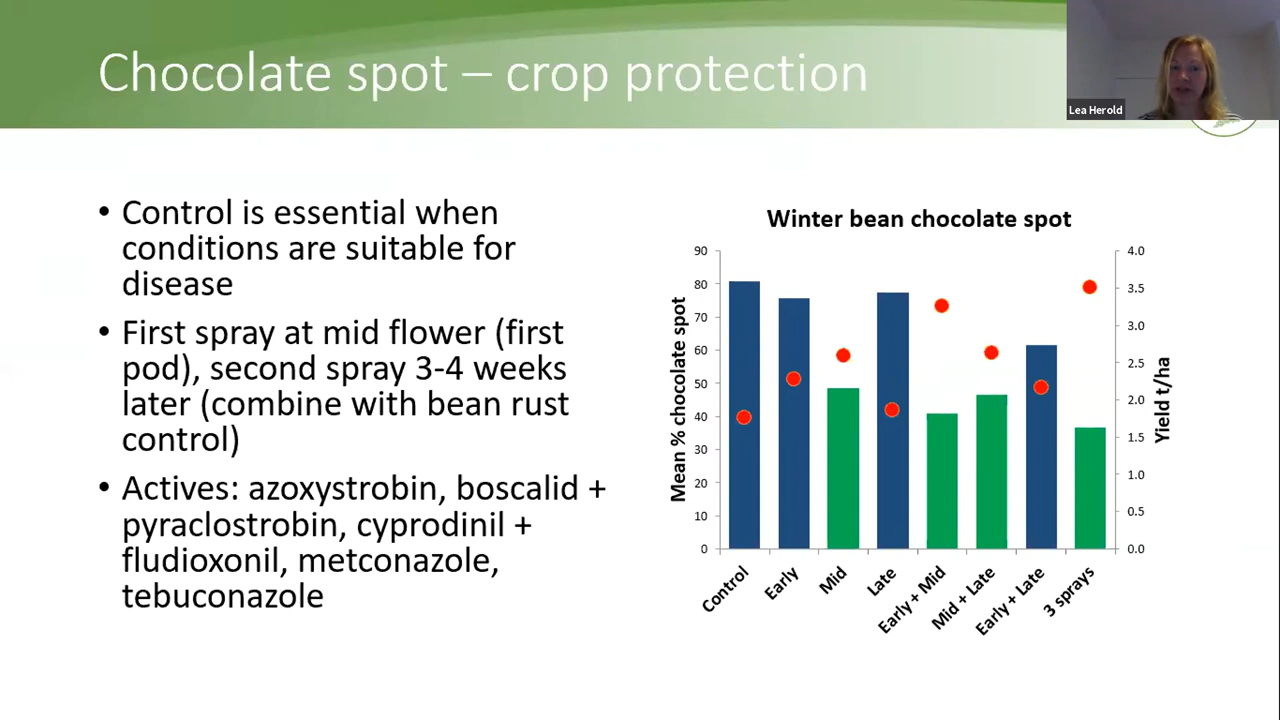 Chocolate spot – crop protection
Lea Herold
• Control is essential when
conditions are suitable for
disease
• First spray at mid flower (first
pod), second spray 3-4 weeks
later (combine with bean rust
control)
• Actives: azoxystrobin, boscalid +
pyraclostrobin, cyprodinil +
fludioxonil, metconazole,
tebuconazole
Winter bean chocolate spot
Mean % chocolate spot
90
80
70
60
50
40
30
20
10
0
4.0
3.5
3.0
2.5
2.0
1.5
1.0
0.5
0.0
Yield t/ha
Control
Early
Mid
Late
Early + Mid
Mid + Late
Early + Late
3 sprays